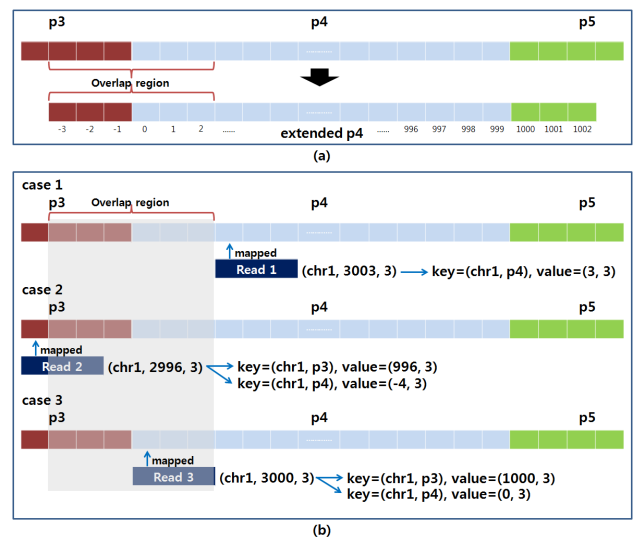 p3 p4 p5
Overlap region
-3 -2 -1 0 1 2 ...... extended p4 ...... 996 997 998 999 1000 1001 1002
(a)
case 1
p3 Overlap region p4 p5
mapped
Read 1 (chr1, 3003, 3) key=(chr1, p4), value=(3, 3)
case 2
p3 p4 p5
mapped
Read 2 (chr1, 2996, 3) key=(chr1, p3), value=(996, 3)
key=(chr1, p4), value=(-4, 3)
case 3
p3 p4 p5
mapped
Read 3 (chr1, 3000, 3) key=(chr1, p3), value=(1000, 3)
key=(chr1, p4), value=(0, 3)
(b)